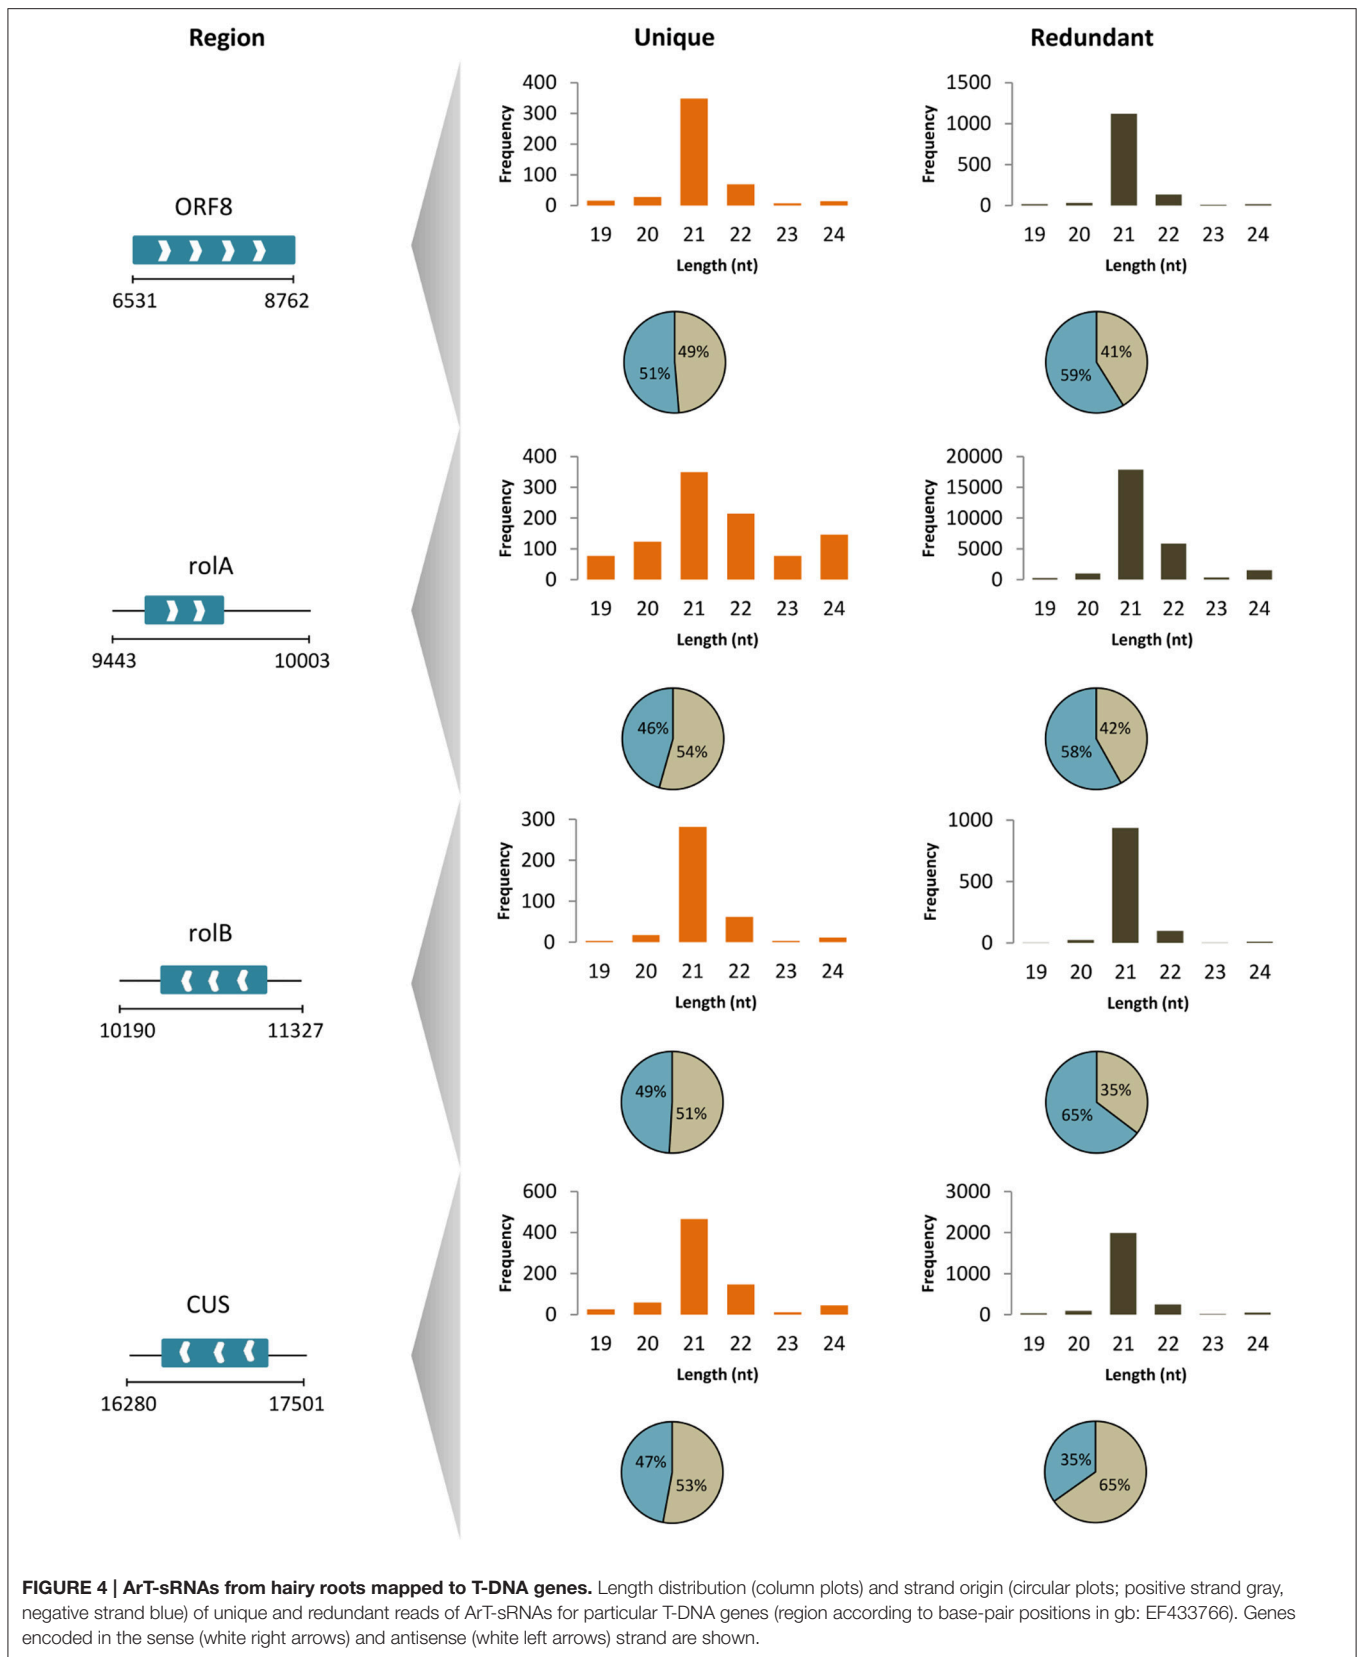 Region Unique Redundant
ORF8
6531 8762
Frequency
400
300
200
100
0
19 20 21 22 23 24
Length (nt)
Frequency
1500
1000
500
0
19 20 21 22 23 24
Length (nt)
49%
51%
41%
59%
rolA
9443 10003
Frequency
400
300
200
100
0
19 20 21 22 23 24
Length (nt)
Frequency
20000
15000
10000
5000
0
19 20 21 22 23 24
Length (nt)
46%
54%
42%
58%
rolB
10190 11327
Frequency
300
200
100
0
19 20 21 22 23 24
Length (nt)
Frequency
1000
500
0
19 20 21 22 23 24
Length (nt)
49%
51%
35%
65%
CUS
16280 17501
Frequency
600
400
200
0
19 20 21 22 23 24
Length (nt)
Frequency
3000
2000
1000
0
19 20 21 22 23 24
Length (nt)
47%
53%
35%
65%
FIGURE 4 | ArT-sRNAs from hairy roots mapped to T-DNA genes. Length distribution (column plots) and strand origin (circular plots; positive strand gray,
negative strand blue) of unique and redundant reads of ArT-sRNAs for particular T-DNA genes (region according to base-pair positions in gb: EF433766). Genes
encoded in the sense (white right arrows) and antisense (white left arrows) strand are shown.